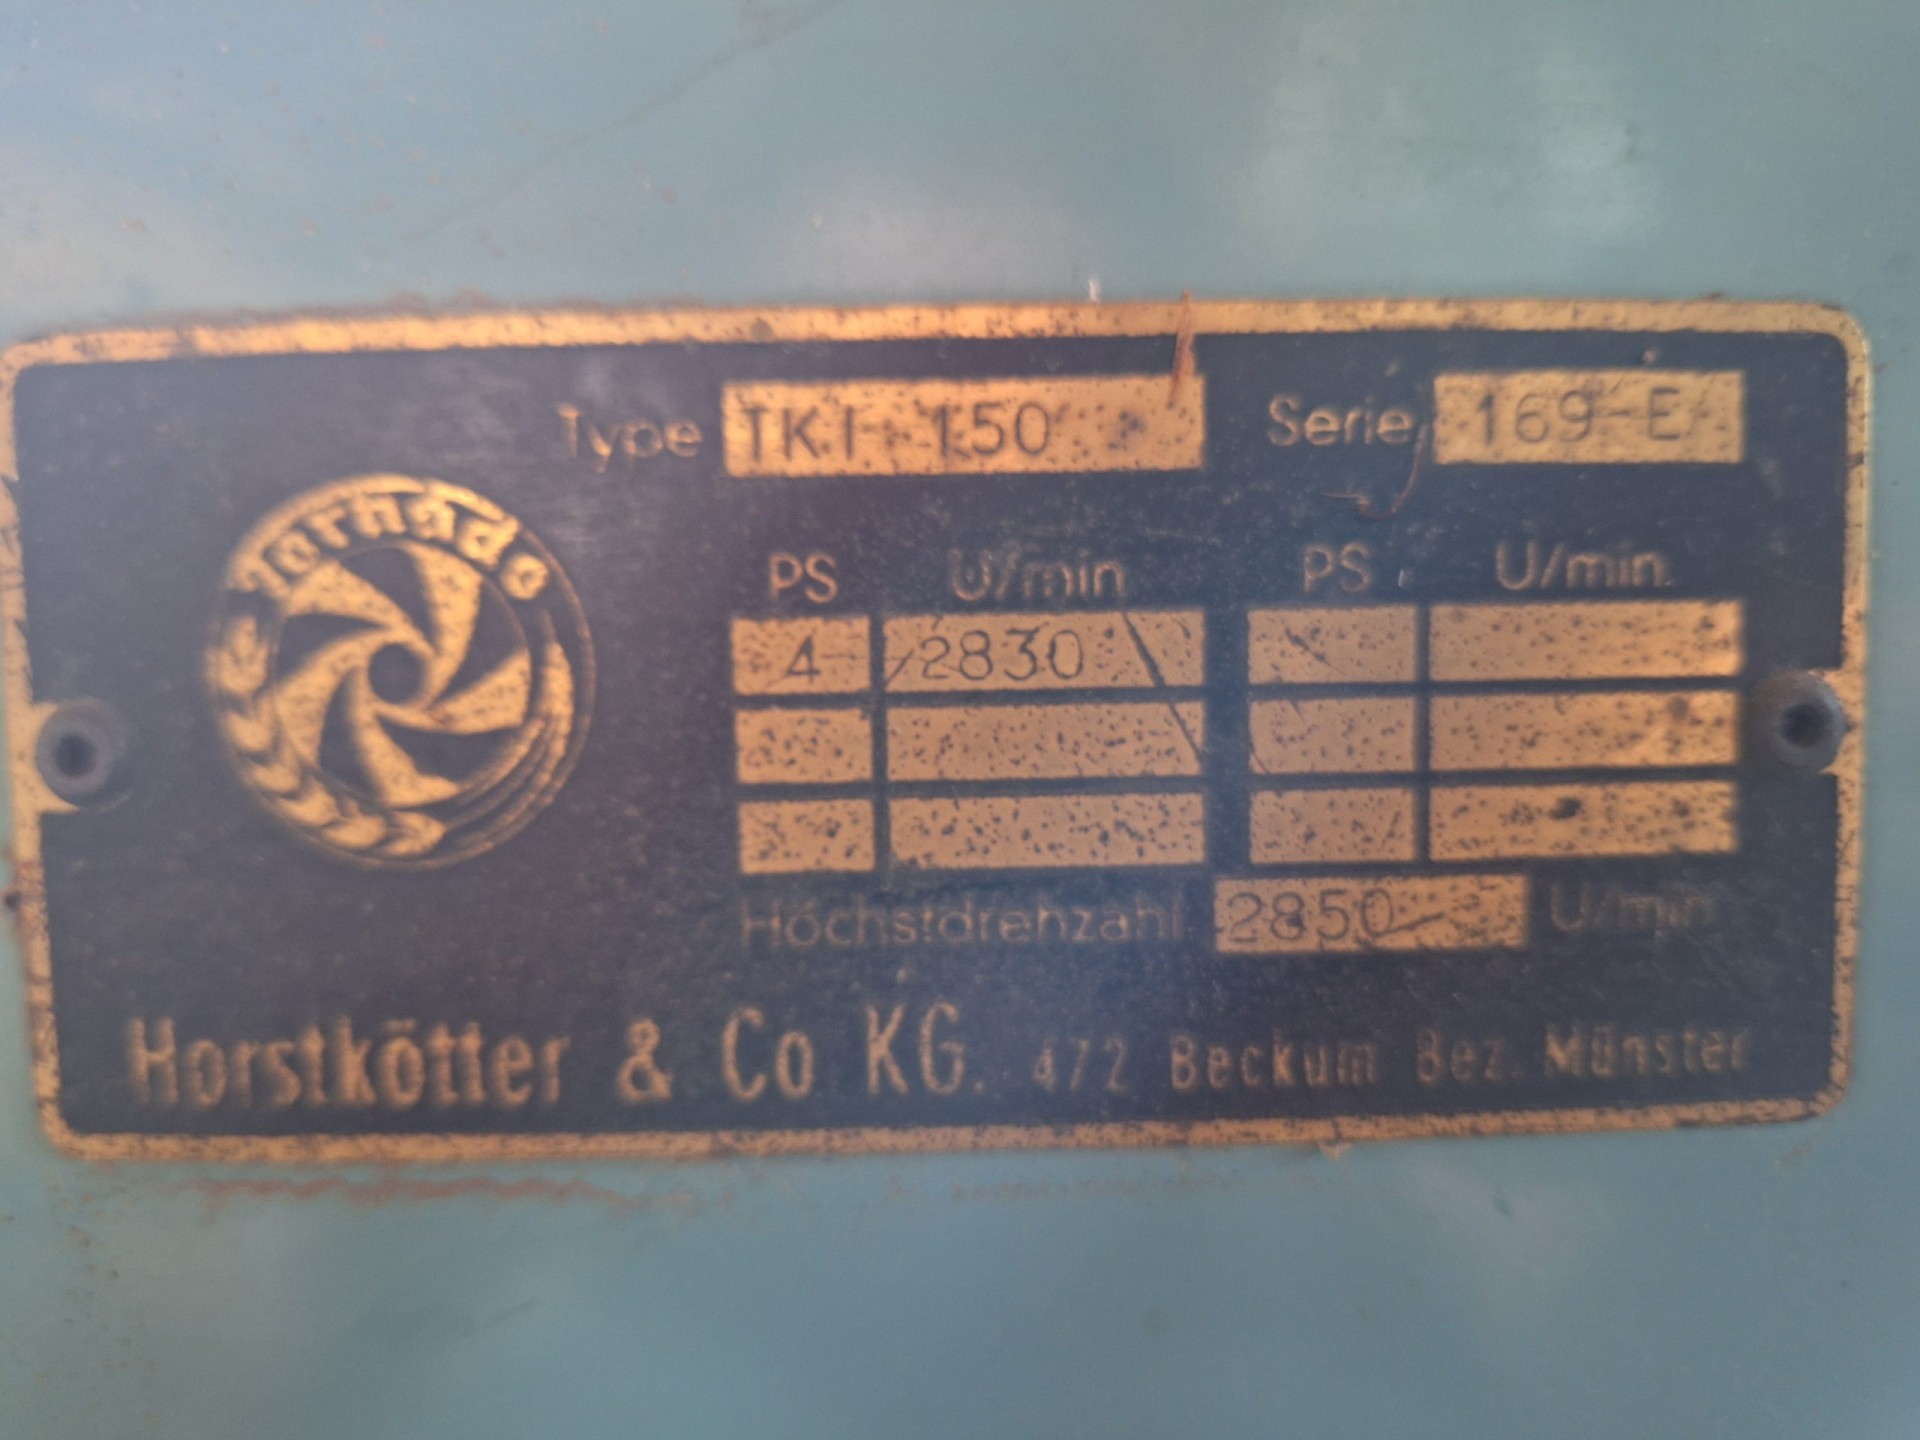 Type TKI 150 Serie 169-E
Tornado
PS U/min PS U/min
4 2830
Höchstdrehzahl 2850 U/min
Horstkötter & Co KG. 472 Beckum Bez. Münster